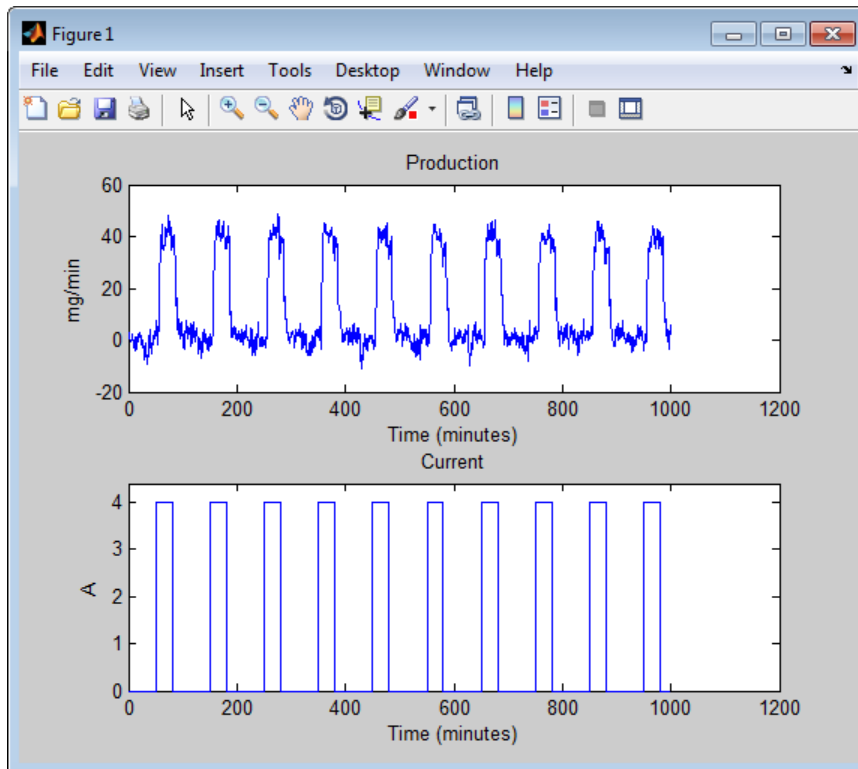 Figure 1
File Edit View Insert Tools Desktop Window Help
Production
60
40
20
0
-20
mg/min
0 200 400 600 800 1000 1200
Time (minutes)
Current
4
3
2
1
0
A
0 200 400 600 800 1000 1200
Time (minutes)